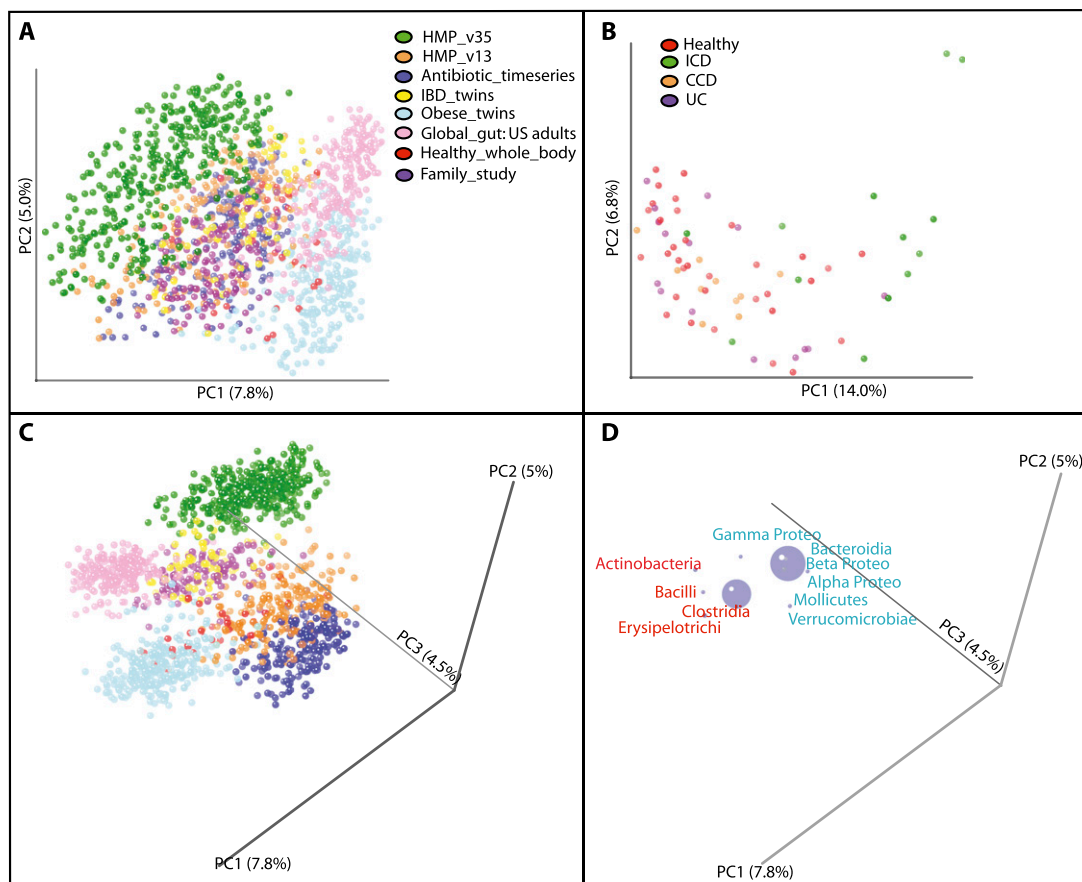 A
HMP_v35
HMP_v13
Antibiotic_timeseries
IBD_twins
Obese_twins
Global_gut: US adults
Healthy_whole_body
Family_study
PC2 (5.0%)
PC1 (7.8%)
B
Healthy
ICD
CCD
UC
PC2 (6.8%)
PC1 (14.0%)
C
PC2 (5%)
PC3 (4.5%)
PC1 (7.8%)
D
PC2 (5%)
Gamma Proteo
Bacteroidia
Actinobacteria
Beta Proteo
Alpha Proteo
Bacilli
Mollicutes
Clostridia
Verrucomicrobiae
Erysipelotrichi
PC3 (4.5%)
PC1 (7.8%)